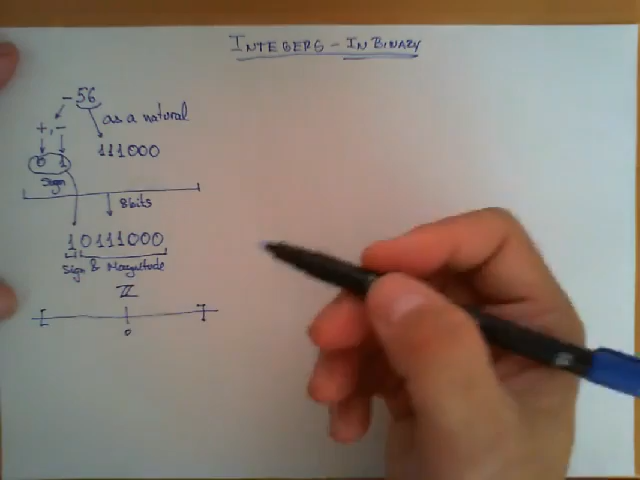 INTEGERS - IN BINARY
-56
as a natural
+, -
0 1
111000
Sign
8bits
10111000
Sign & Magnitude
ℤ
0